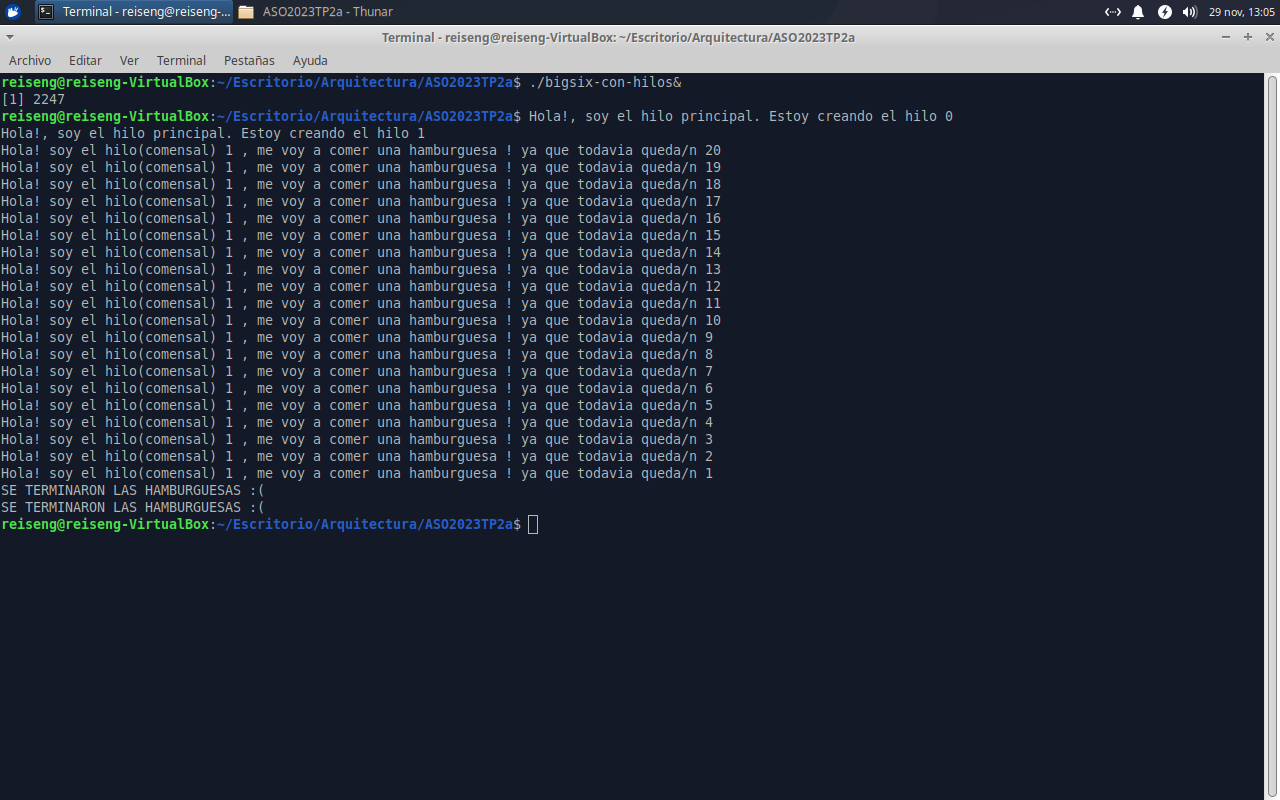 Terminal - reiseng@reiseng-...
ASO2023TP2a - Thunar
29 nov, 13:05
Terminal - reiseng@reiseng-VirtualBox: ~/Escritorio/Arquitectura/ASO2023TP2a
Archivo Editar Ver Terminal Pestañas Ayuda
reiseng@reiseng-VirtualBox:~/Escritorio/Arquitectura/ASO2023TP2a$ ./bigsix-con-hilos&
[1] 2247
reiseng@reiseng-VirtualBox:~/Escritorio/Arquitectura/ASO2023TP2a$ Hola!, soy el hilo principal. Estoy creando el hilo 0
Hola!, soy el hilo principal. Estoy creando el hilo 1
Hola! soy el hilo(comensal) 1 , me voy a comer una hamburguesa ! ya que todavia queda/n 20
Hola! soy el hilo(comensal) 1 , me voy a comer una hamburguesa ! ya que todavia queda/n 19
Hola! soy el hilo(comensal) 1 , me voy a comer una hamburguesa ! ya que todavia queda/n 18
Hola! soy el hilo(comensal) 1 , me voy a comer una hamburguesa ! ya que todavia queda/n 17
Hola! soy el hilo(comensal) 1 , me voy a comer una hamburguesa ! ya que todavia queda/n 16
Hola! soy el hilo(comensal) 1 , me voy a comer una hamburguesa ! ya que todavia queda/n 15
Hola! soy el hilo(comensal) 1 , me voy a comer una hamburguesa ! ya que todavia queda/n 14
Hola! soy el hilo(comensal) 1 , me voy a comer una hamburguesa ! ya que todavia queda/n 13
Hola! soy el hilo(comensal) 1 , me voy a comer una hamburguesa ! ya que todavia queda/n 12
Hola! soy el hilo(comensal) 1 , me voy a comer una hamburguesa ! ya que todavia queda/n 11
Hola! soy el hilo(comensal) 1 , me voy a comer una hamburguesa ! ya que todavia queda/n 10
Hola! soy el hilo(comensal) 1 , me voy a comer una hamburguesa ! ya que todavia queda/n 9
Hola! soy el hilo(comensal) 1 , me voy a comer una hamburguesa ! ya que todavia queda/n 8
Hola! soy el hilo(comensal) 1 , me voy a comer una hamburguesa ! ya que todavia queda/n 7
Hola! soy el hilo(comensal) 1 , me voy a comer una hamburguesa ! ya que todavia queda/n 6
Hola! soy el hilo(comensal) 1 , me voy a comer una hamburguesa ! ya que todavia queda/n 5
Hola! soy el hilo(comensal) 1 , me voy a comer una hamburguesa ! ya que todavia queda/n 4
Hola! soy el hilo(comensal) 1 , me voy a comer una hamburguesa ! ya que todavia queda/n 3
Hola! soy el hilo(comensal) 1 , me voy a comer una hamburguesa ! ya que todavia queda/n 2
Hola! soy el hilo(comensal) 1 , me voy a comer una hamburguesa ! ya que todavia queda/n 1
SE TERMINARON LAS HAMBURGUESAS :(
SE TERMINARON LAS HAMBURGUESAS :(
reiseng@reiseng-VirtualBox:~/Escritorio/Arquitectura/ASO2023TP2a$